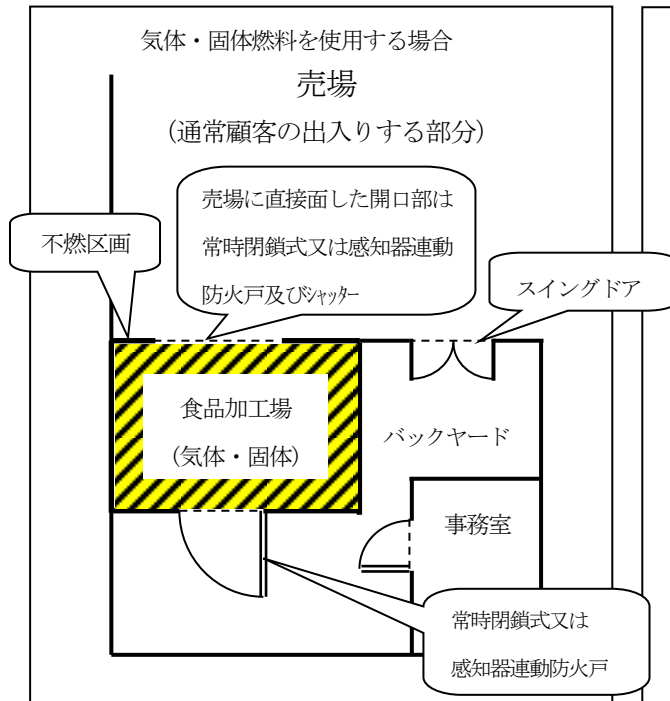 気体・固体燃料を使用する場合
売場
(通常顧客の出入りする部分)
売場に直接面した開口部は
常時閉鎖式又は感知器連動
防火戸及びｼｬｯﾀｰ
不燃区画
スイングドア
食品加工場
(気体・固体)
バックヤード
事務室
常時閉鎖式又は
感知器連動防火戸